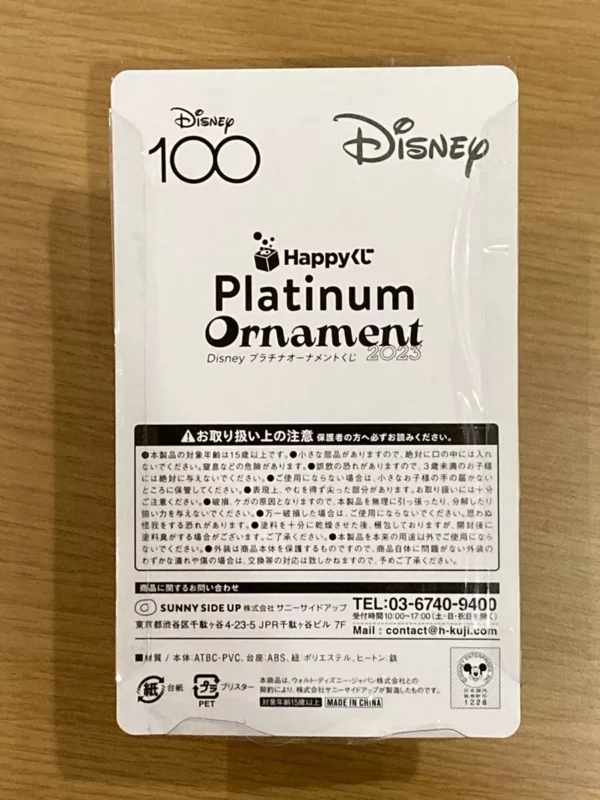 Disney
100
Disney
Happyくじ
Platinum
Ornament
2023
Disney プラチナオーナメントくじ
お取り扱い上の注意 保護者の方へ必ずお読みください。
●本製品の対象年齢は15歳以上です。●小さな部品がありますので、絶対に口の中には入れ
ないでください。窒息などの危険があります。●誤飲の恐れがありますので、3歳未満のお子様
には絶対に与えないでください。●ご使用にならない場合は、小さなお子様の手の届かない
ところに保管してください。●表現上、やむを得ず尖った部分があります。お取り扱いには十分
ご注意ください。●破損、ケガの原因となりますので、本製品を無理に引っ張ったり、分解したり
強い力を与えないでください。●万一破損した場合は、ご使用にならないでください。思わぬ
怪我をする恐れがあります。●塗料を十分に乾燥させた後、梱包しておりますが、開封後に
塗料臭がする場合がございます。ご了承ください。●本製品を本来の用途以外でご使用になら
ないでください。●外装は商品本体を保護するものですので、商品自体に問題がない外装の
わずかな潰れや傷の場合は、交換等の対応は致しかねますので、予めご了承ください。
商品に関するお問い合わせ
SUNNY SIDE UP 株式会社 サニーサイドアップ
東京都渋谷区千駄ヶ谷4-23-5 JPR千駄ヶ谷ビル 7F
TEL:03-6740-9400
受付時間10:00~17:00(土・日・祝日を除く)
Mail : contact@h-kuji.com
■材質 / 本体:ATBC-PVC、台座:ABS、紐:ポリエステル、ヒートン:鉄
紙 台紙
プラ ブリスター
PET
本商品は、ウォルト・ディズニー・ジャパン株式会社との
契約により、株式会社サニーサイドアップが製造したものです。
対象年齢15歳以上 MADE IN CHINA
1228